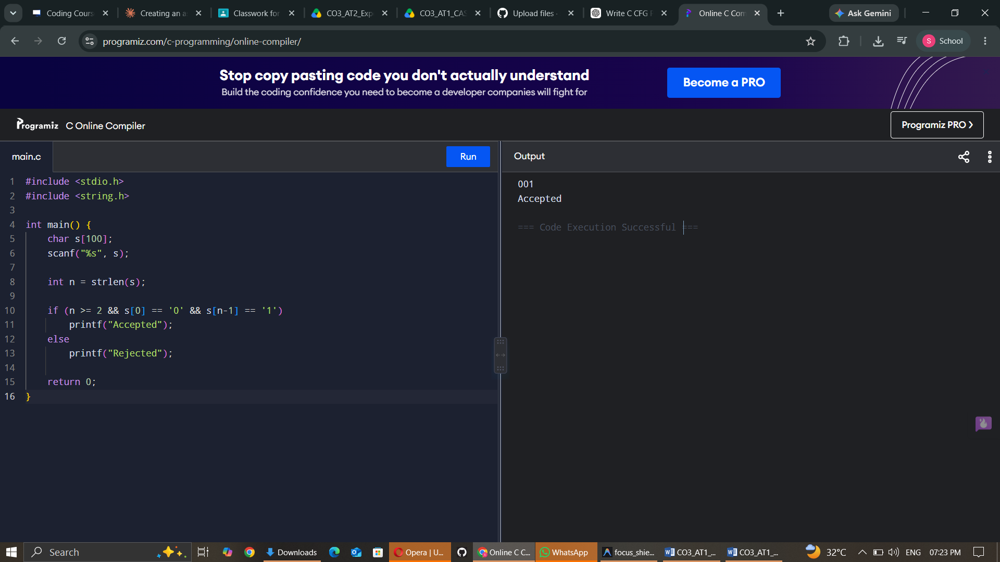 Coding Cours
Creating an a
Classwork for
CO3_AT2_Exp
CO3_AT1_CAS
Upload files ·
Write C CFG P
Online C Com
Ask Gemini
programiz.com/c-programming/online-compiler/
S
School
Stop copy pasting code you don't actually understand
Build the coding confidence you need to become a developer companies will fight for
Become a PRO
Programiz C Online Compiler
Programiz PRO ❯
main.c
Run
Output
1 #include <stdio.h>
2 #include <string.h>
3
4 int main() {
5 char s[100];
6 scanf("%s", s);
7
8 int n = strlen(s);
9
10 if (n >= 2 && s[0] == '0' && s[n-1] == '1')
11 printf("Accepted");
12 else
13 printf("Rejected");
14
15 return 0;
16 }
001
Accepted
=== Code Execution Successful ===
Search
Downloads
Opera | U...
Online C C...
WhatsApp
focus_shie...
CO3_AT1_...
CO3_AT1_...
32°C
ENG
07:23 PM